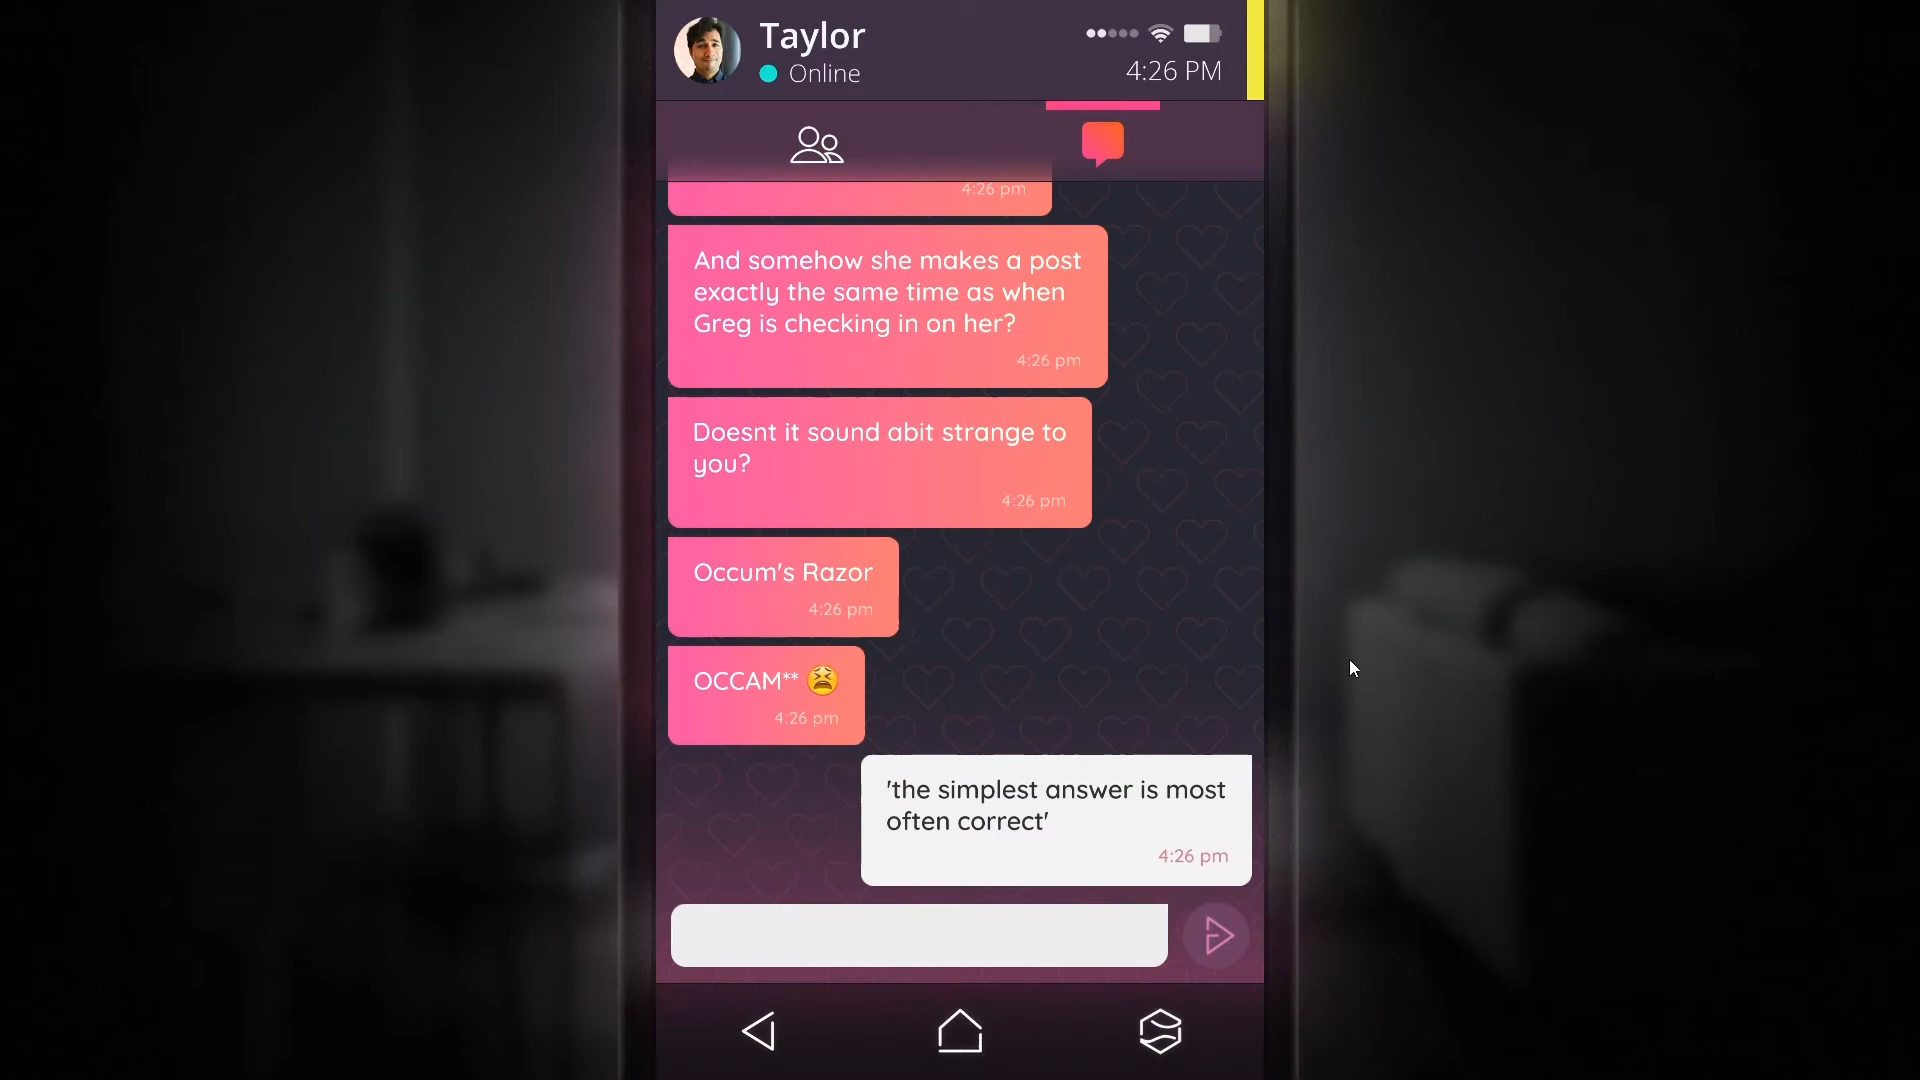 Taylor
Online
4:26 PM
4:26 pm
And somehow she makes a post
exactly the same time as when
Greg is checking in on her?
4:26 pm
Doesnt it sound abit strange to
you?
4:26 pm
Occum's Razor
4:26 pm
OCCAM** 😫
4:26 pm
'the simplest answer is most
often correct'
4:26 pm